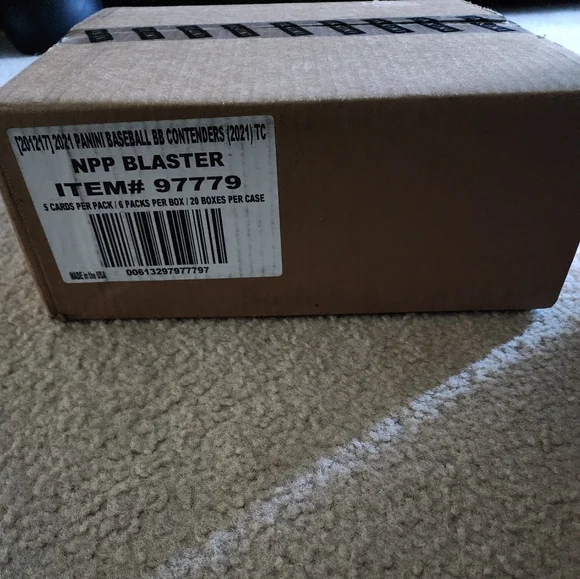 [201217] 2021 PANINI BASEBALL BB CONTENDERS (2021) TC
NPP BLASTER
ITEM# 97779
5 CARDS PER PACK / 6 PACKS PER BOX / 20 BOXES PER CASE
MADE in the USA
00613297977797